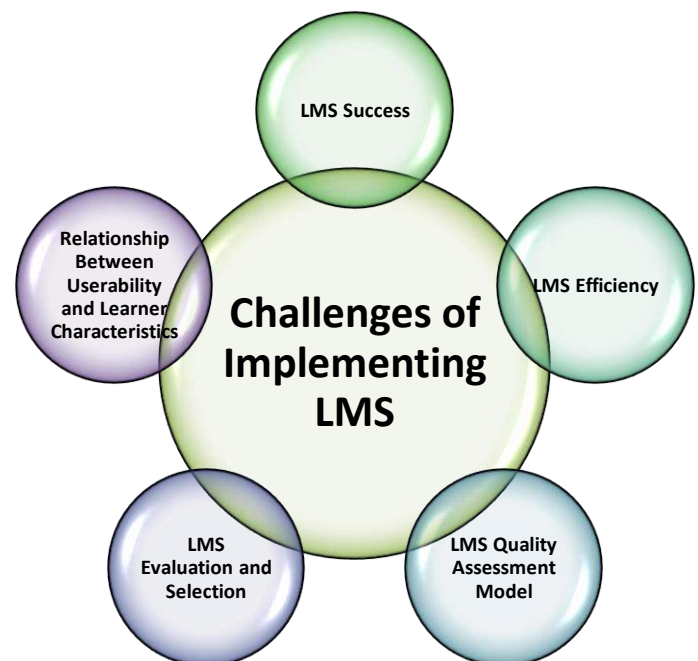 LMS Success
Relationship
Between
Userability
and Learner
Characteristics
LMS Efficiency
Challenges of
Implementing
LMS
LMS
Evaluation and
Selection
LMS Quality
Assessment
Model